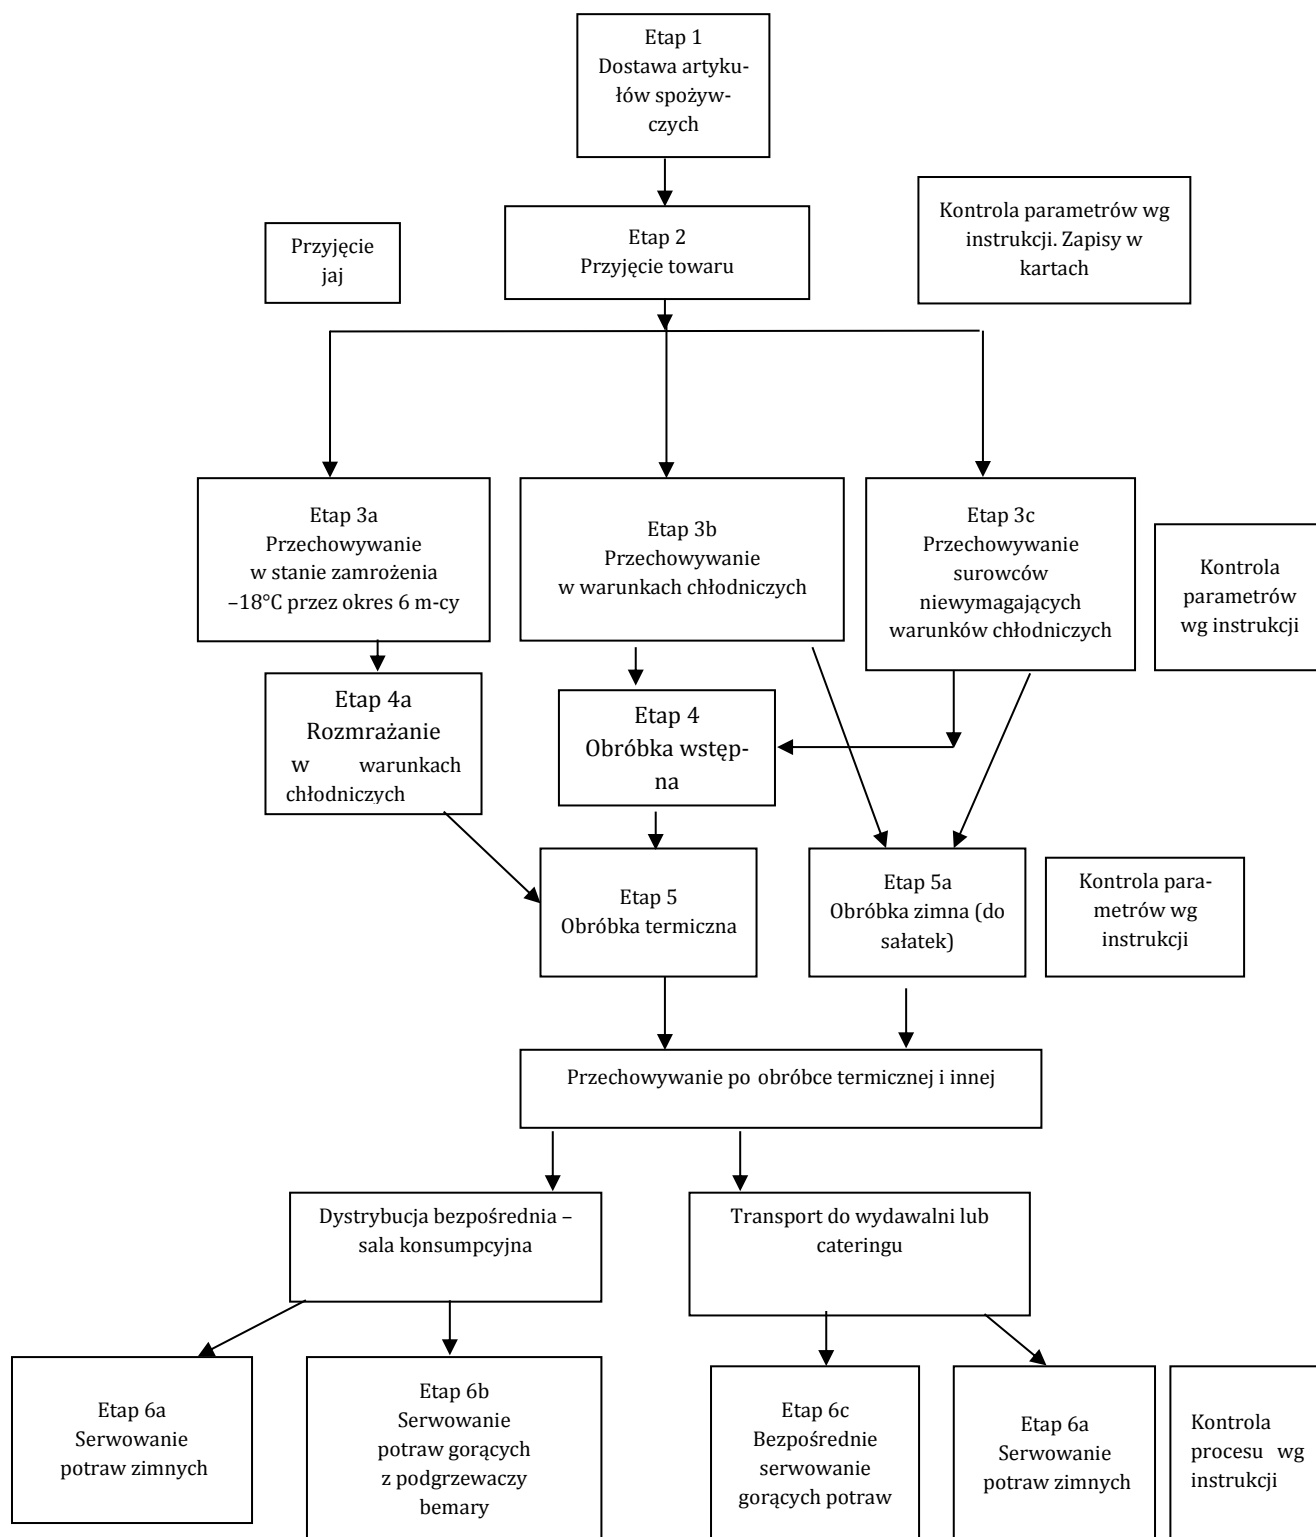 Etap 1
Dostawa artyku-
łów spożyw-
czych
Przyjęcie
jaj
Etap 2
Przyjęcie towaru
Kontrola parametrów wg
instrukcji. Zapisy w
kartach
Etap 3a
Przechowywanie
w stanie zamrożenia
–18°C przez okres 6 m-cy
Etap 3b
Przechowywanie
w warunkach chłodniczych
Etap 3c
Przechowywanie
surowców
niewymagających
warunków chłodniczych
Kontrola
parametrów
wg instrukcji
Etap 4a
Rozmrażanie
w warunkach
chłodniczych
Etap 4
Obróbka wstęp-
na
Etap 5
Obróbka termiczna
Etap 5a
Obróbka zimna (do
sałatek)
Kontrola para-
metrów wg
instrukcji
Przechowywanie po obróbce termicznej i innej
Dystrybucja bezpośrednia –
sala konsumpcyjna
Transport do wydawalni lub
cateringu
Etap 6a
Serwowanie
potraw zimnych
Etap 6b
Serwowanie
potraw gorących
z podgrzewaczy
bemary
Etap 6c
Bezpośrednie
serwowanie
gorących potraw
Etap 6a
Serwowanie
potraw zimnych
Kontrola
procesu wg
instrukcji